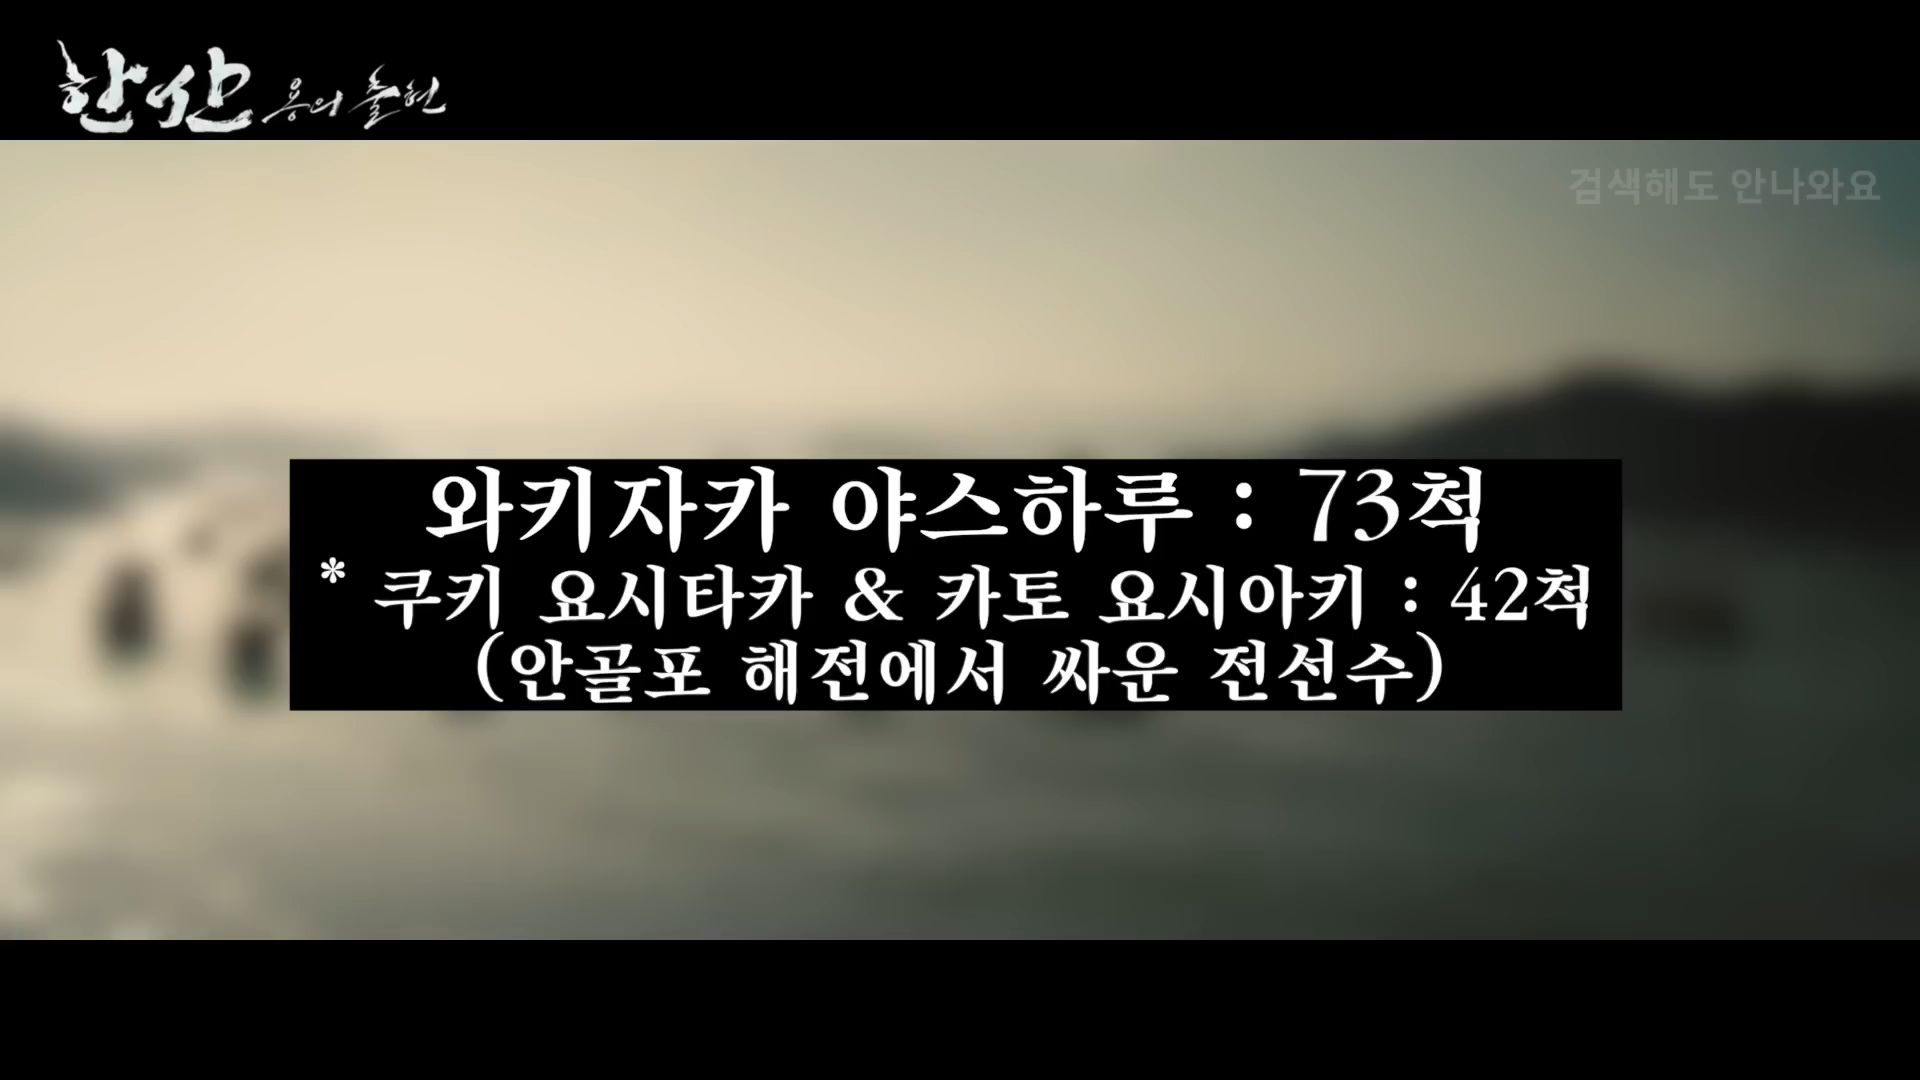 한산 용의 출현
검색해도 안나와요
와키자카 야스하루 : 73척
* 쿠키 요시타카 & 카토 요시아키 : 42척
(안골포 해전에서 싸운 전선수)